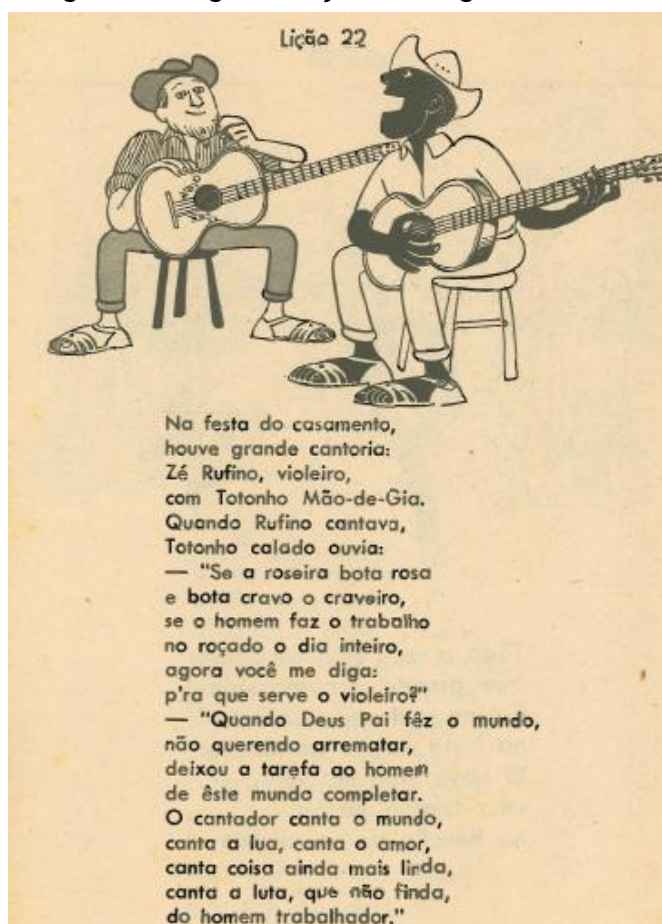 Lição 22
Na festa do casamento,
houve grande cantoria:
Zé Rufino, violeiro,
com Totonho Mão-de-Gia.
Quando Rufino cantava,
Totonho calado ouvia:
— "Se a roseira bota rosa
e bota cravo o craveiro,
se o homem faz o trabalho
no roçado o dia inteiro,
agora você me diga:
p'ra que serve o violeiro?"
— "Quando Deus Pai fêz o mundo,
não querendo arrematar,
deixou a tarefa ao homem
de êste mundo completar.
O cantador canta o mundo,
canta a lua, canta o amor,
canta coisa ainda mais linda,
canta a luta, que não finda,
do homem trabalhador."